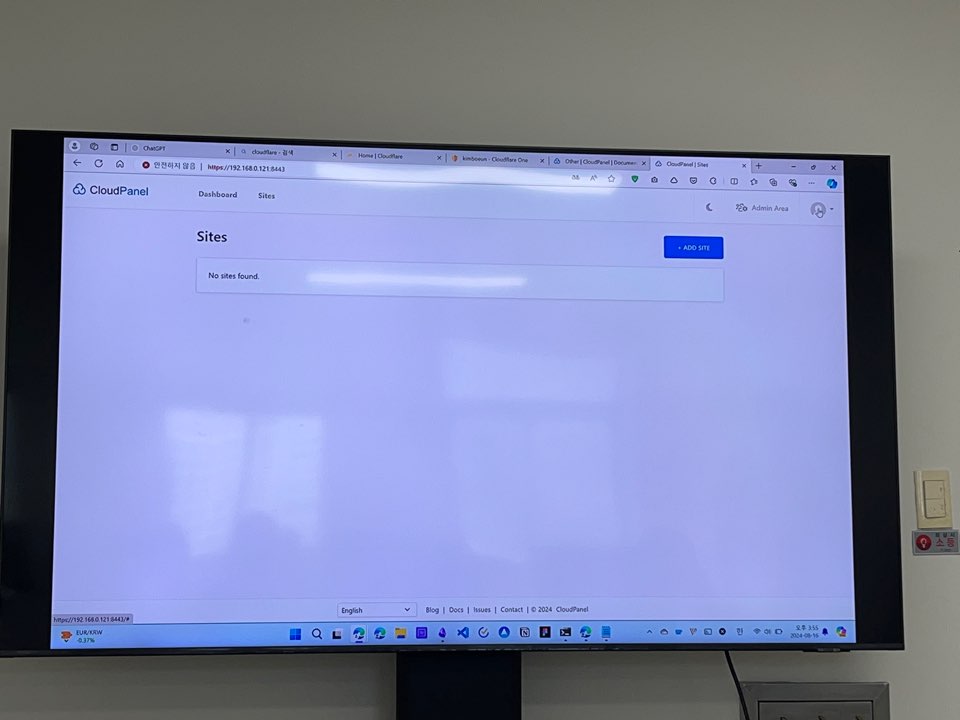 ChatGPT
cloudflare - 검색
Home | Cloudflare
kimboeun - Cloudflare One
Other | CloudPanel | Documen
CloudPanel | Sites
안전하지 않음 | https://192.168.0.121:8443
CloudPanel
Dashboard
Sites
Admin Area
Sites
+ ADD SITE
No sites found.
소등
English
Blog | Docs | Issues | Contact | © 2024 CloudPanel
https://192.168.0.121:8443/#
EUR/KRW
-0.37%
오후 3:55
2024-08-16